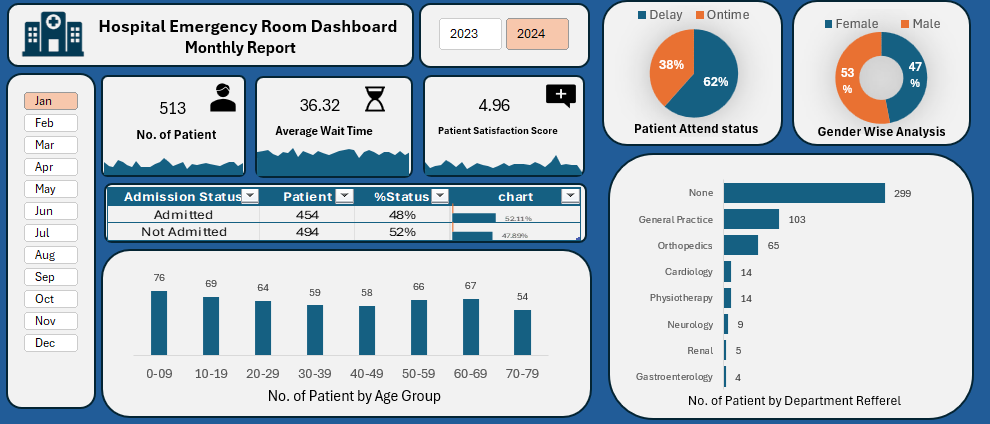 Hospital Emergency Room Dashboard
Monthly Report
2023
2024
Jan
Feb
Mar
Apr
May
Jun
Jul
Aug
Sep
Oct
Nov
Dec
513
No. of Patient
36.32
Average Wait Time
4.96
Patient Satisfaction Score
Admission Status Patient %Status chart
Admitted 454 48% 52.11%
Not Admitted 494 52% 47.89%
76 69 64 59 58 66 67 54
0-09 10-19 20-29 30-39 40-49 50-59 60-69 70-79
No. of Patient by Age Group
Delay Ontime
38%
62%
Patient Attend status
Female Male
53
%
47
%
Gender Wise Analysis
None 299
General Practice 103
Orthopedics 65
Cardiology 14
Physiotherapy 14
Neurology 9
Renal 5
Gastroenterology 4
No. of Patient by Department Refferel